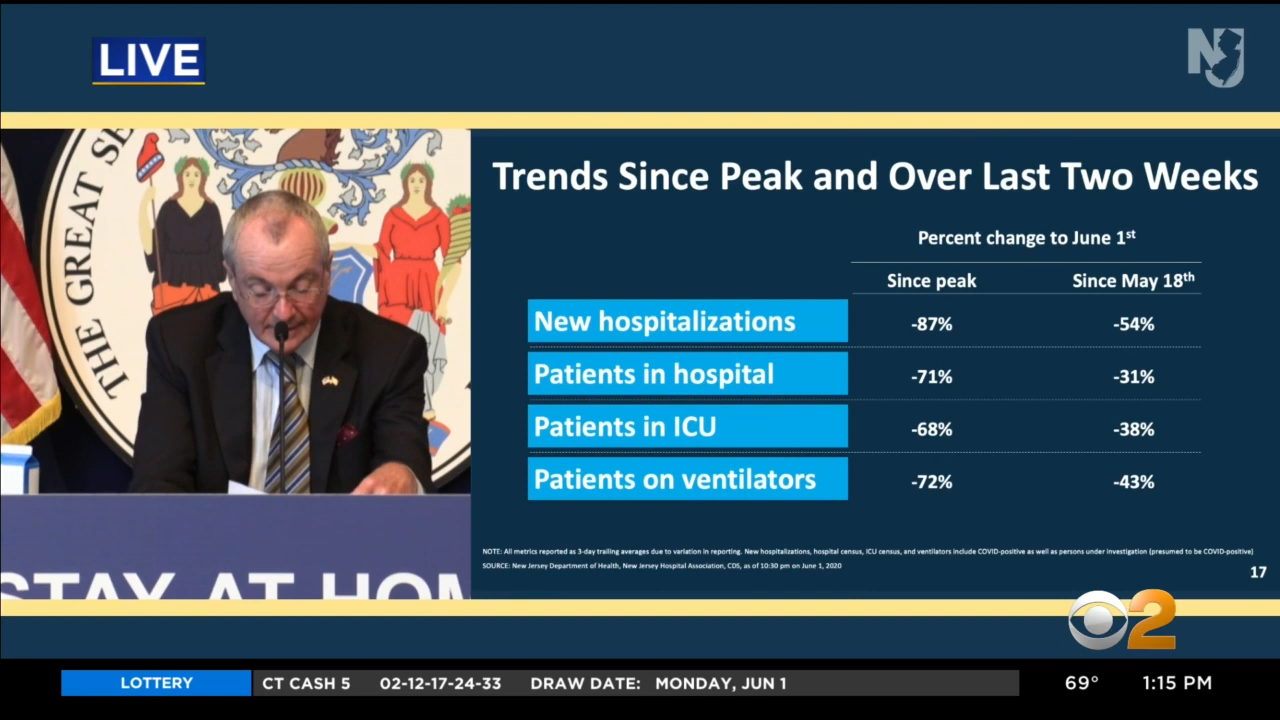 LIVE
NJ
THE GREAT SE
STAY AT HOM
Trends Since Peak and Over Last Two Weeks
Percent change to June 1st
Since peak Since May 18th
New hospitalizations -87% -54%
Patients in hospital -71% -31%
Patients in ICU -68% -38%
Patients on ventilators -72% -43%
NOTE: All metrics reported as 3-day trailing averages due to variation in reporting. New hospitalizations, hospital census, ICU census, and ventilators include COVID-positive as well as persons under investigation (presumed to be COVID-positive)
SOURCE: New Jersey Department of Health, New Jersey Hospital Association, CDS, as of 10:30 pm on June 1, 2020
17
2
LOTTERY CT CASH 5 02-12-17-24-33 DRAW DATE: MONDAY, JUN 1 69° 1:15 PM